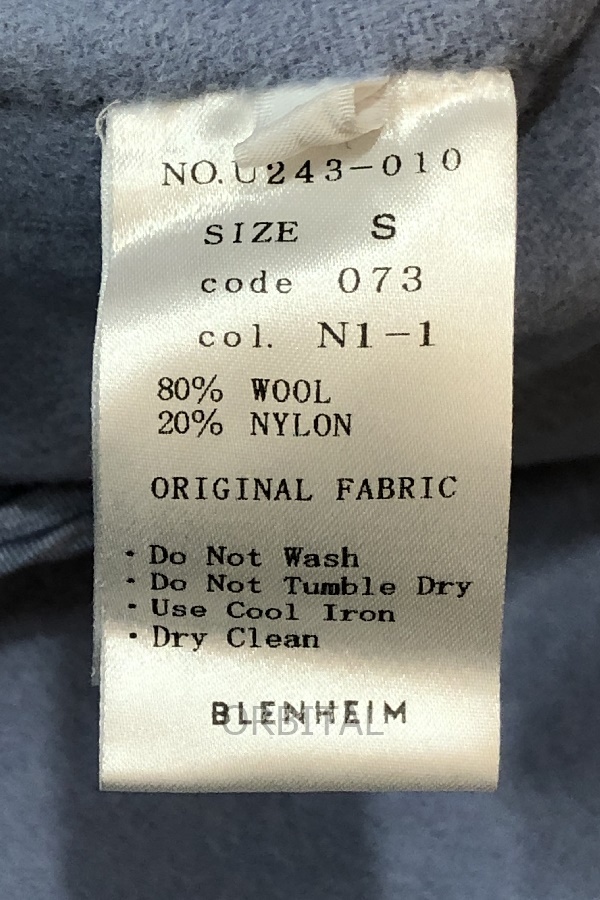 NO.U243-010
SIZE S
code 073
col. N1-1
80% WOOL
20% NYLON
ORIGINAL FABRIC
・Do Not Wash
・Do Not Tumble Dry
・Use Cool Iron
・Dry Clean
BLENHEIM
ORBITAL